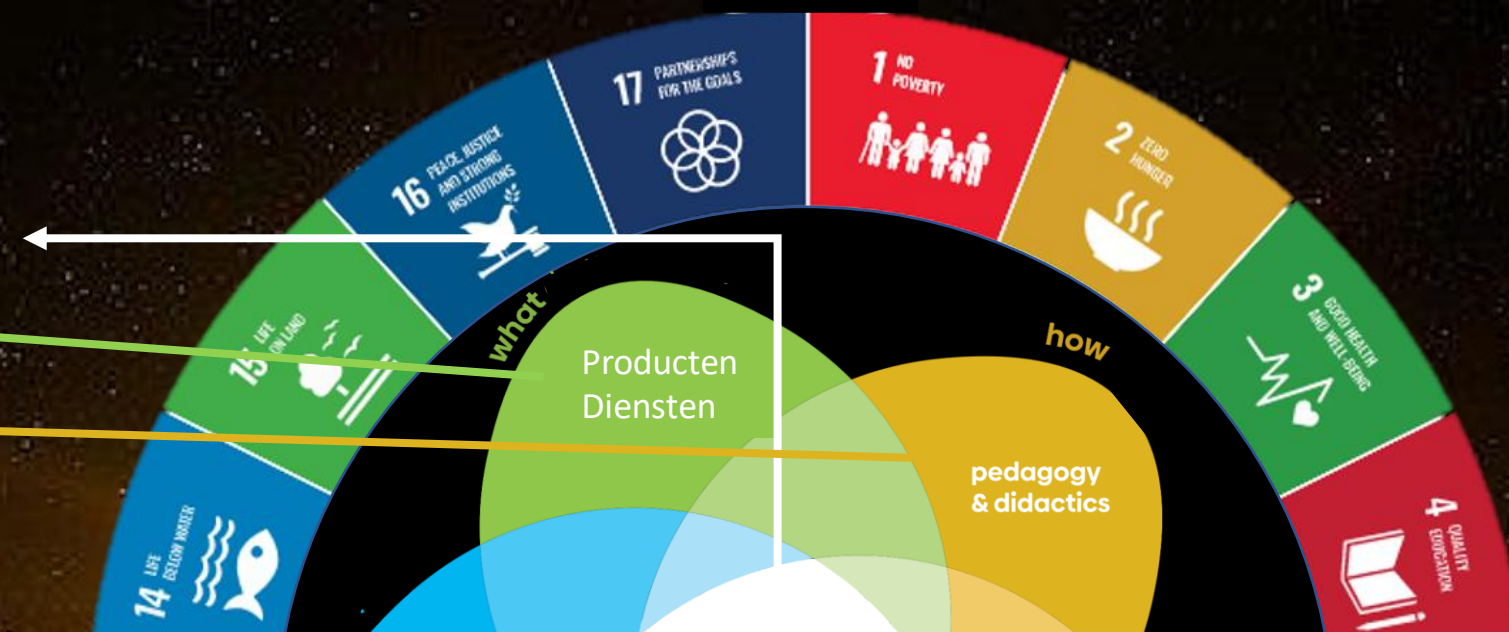 17 PARTNERSHIPS
FOR THE GOALS
1 NO
POVERTY
16 PEACE, JUSTICE
AND STRONG
INSTITUTIONS
2 ZERO
HUNGER
15 LIFE
ON LAND
3 GOOD HEALTH
AND WELL-BEING
14 LIFE
BELOW WATER
4 QUALITY
EDUCATION
what
how
Producten
Diensten
pedagogy
& didactics